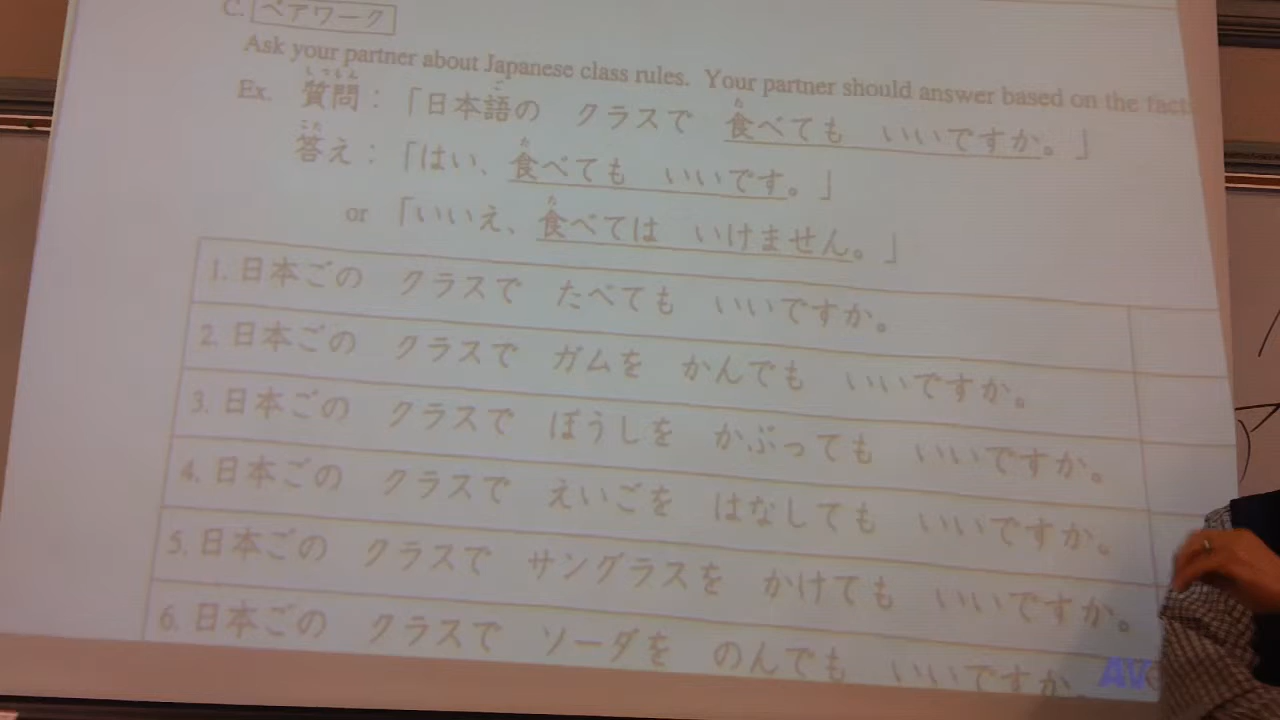 C. ペアワーク
Ask your partner about Japanese class rules. Your partner should answer based on the fact
Ex. 質問：「日本語の クラスで 食べても いいですか。」
答え：「はい、食べても いいです。」
or 「いいえ、食べては いけません。」
1. 日本ごの クラスで たべても いいですか。
2. 日本ごの クラスで ガムを かんでも いいですか。
3. 日本ごの クラスで ぼうしを かぶっても いいですか。
4. 日本ごの クラスで えいごを はなしても いいですか。
5. 日本ごの クラスで サングラスを かけても いいですか。
6. 日本ごの クラスで ソーダを のんでも いいですか。
AV